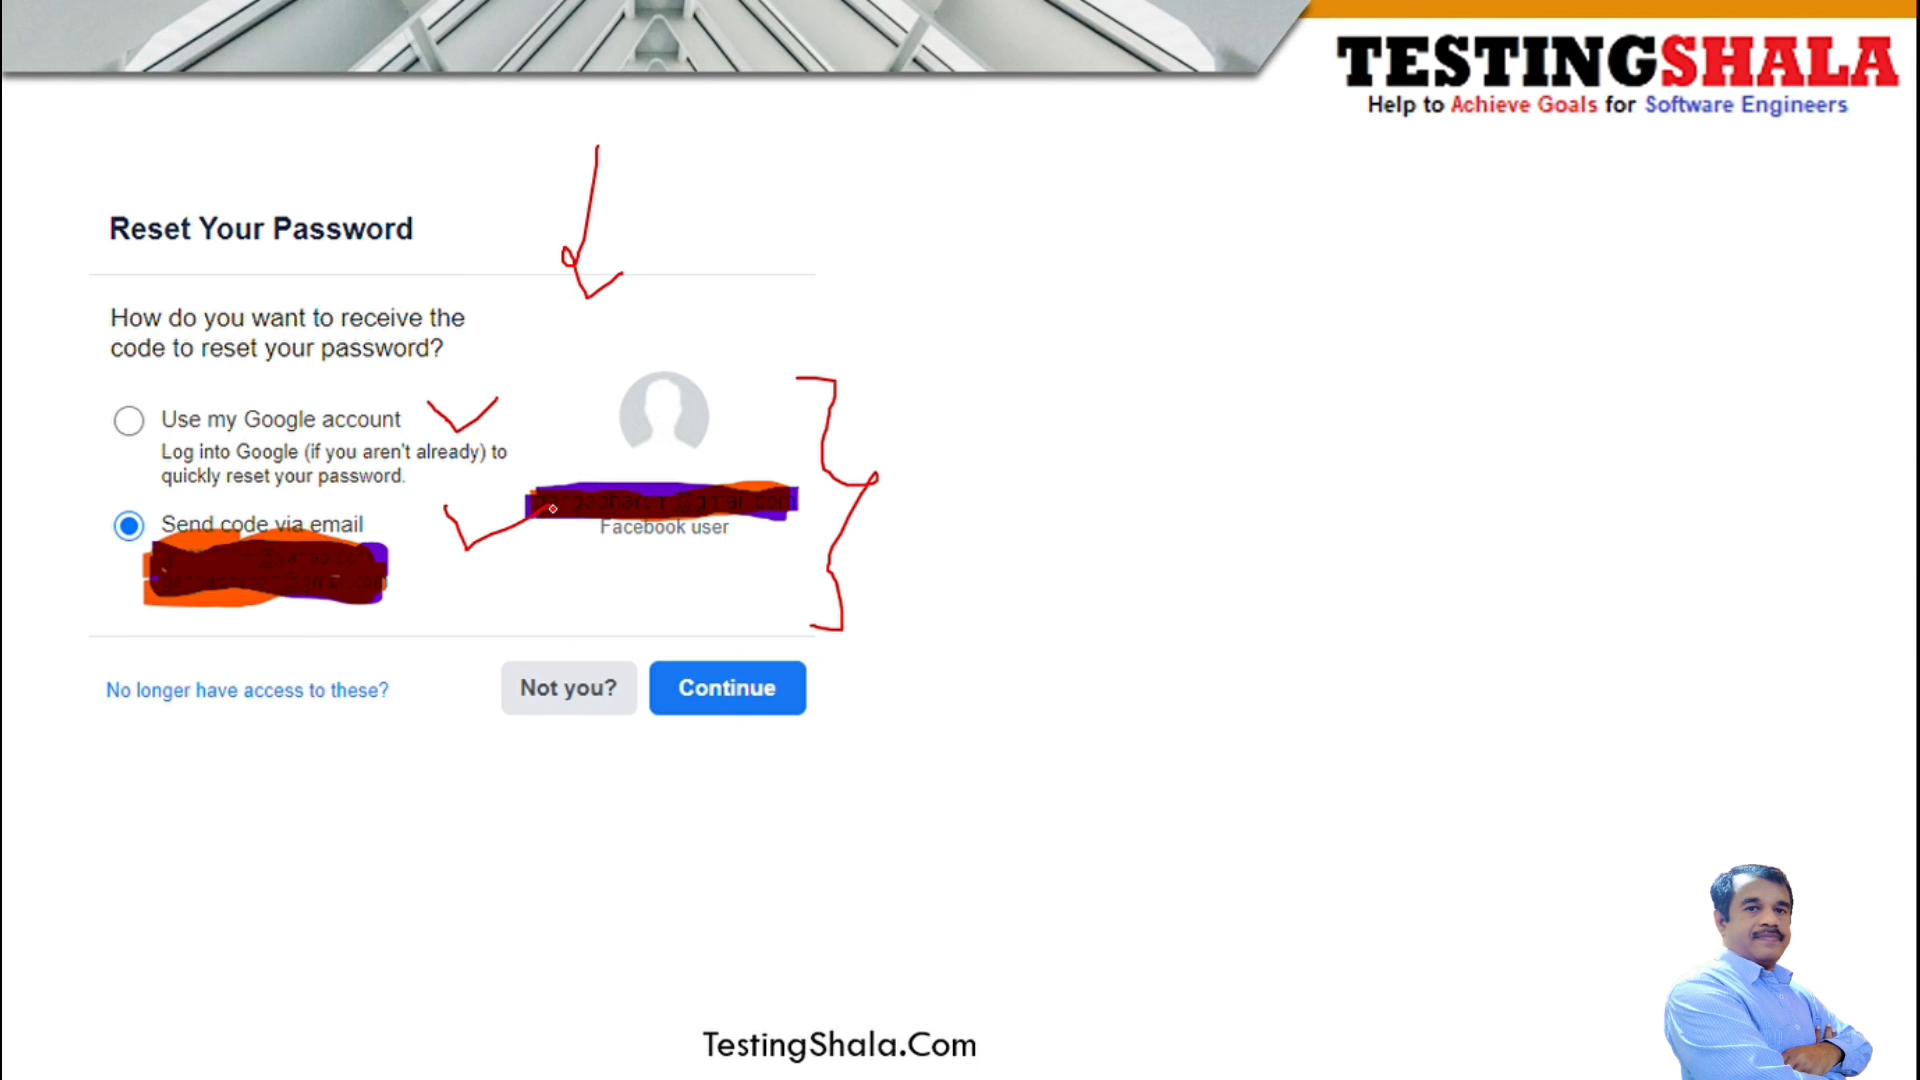 TESTINGSHALA
Help to Achieve Goals for Software Engineers
Reset Your Password
How do you want to receive the
code to reset your password?
Use my Google account
Log into Google (if you aren't already) to
quickly reset your password.
Send code via email
Facebook user
No longer have access to these?
Not you?
Continue
TestingShala.Com